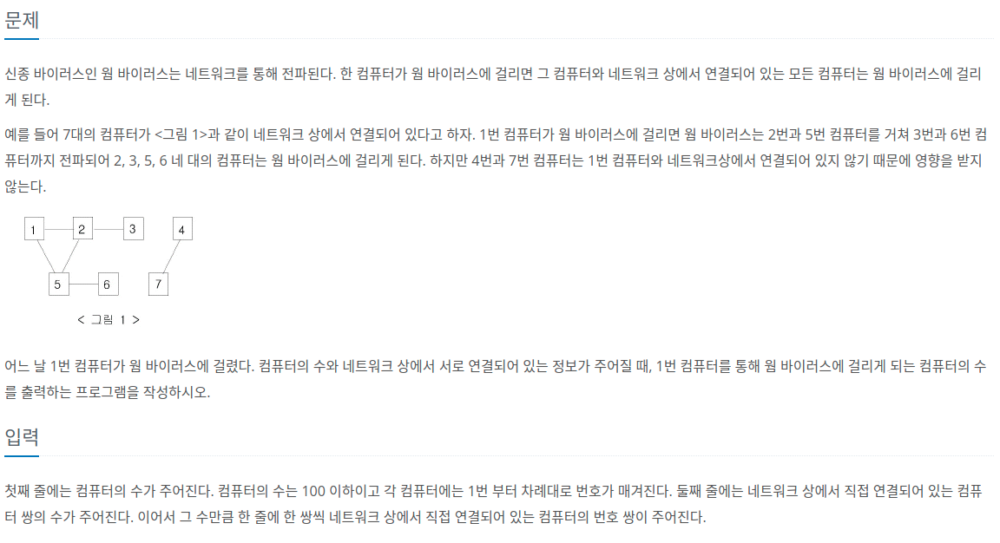 문제
신종 바이러스인 웜 바이러스는 네트워크를 통해 전파된다. 한 컴퓨터가 웜 바이러스에 걸리면 그 컴퓨터와 네트워크 상에서 연결되어 있는 모든 컴퓨터는 웜 바이러스에 걸리
게 된다.
예를 들어 7대의 컴퓨터가 <그림 1>과 같이 네트워크 상에서 연결되어 있다고 하자. 1번 컴퓨터가 웜 바이러스에 걸리면 웜 바이러스는 2번과 5번 컴퓨터를 거쳐 3번과 6번 컴
퓨터까지 전파되어 2, 3, 5, 6 네 대의 컴퓨터는 웜 바이러스에 걸리게 된다. 하지만 4번과 7번 컴퓨터는 1번 컴퓨터와 네트워크상에서 연결되어 있지 않기 때문에 영향을 받지
않는다.
1 2 3 4
5 6 7
< 그림 1 >
어느 날 1번 컴퓨터가 웜 바이러스에 걸렸다. 컴퓨터의 수와 네트워크 상에서 서로 연결되어 있는 정보가 주어질 때, 1번 컴퓨터를 통해 웜 바이러스에 걸리게 되는 컴퓨터의 수
를 출력하는 프로그램을 작성하시오.
입력
첫째 줄에는 컴퓨터의 수가 주어진다. 컴퓨터의 수는 100 이하이고 각 컴퓨터에는 1번 부터 차례대로 번호가 매겨진다. 둘째 줄에는 네트워크 상에서 직접 연결되어 있는 컴퓨
터 쌍의 수가 주어진다. 이어서 그 수만큼 한 줄에 한 쌍씩 네트워크 상에서 직접 연결되어 있는 컴퓨터의 번호 쌍이 주어진다.